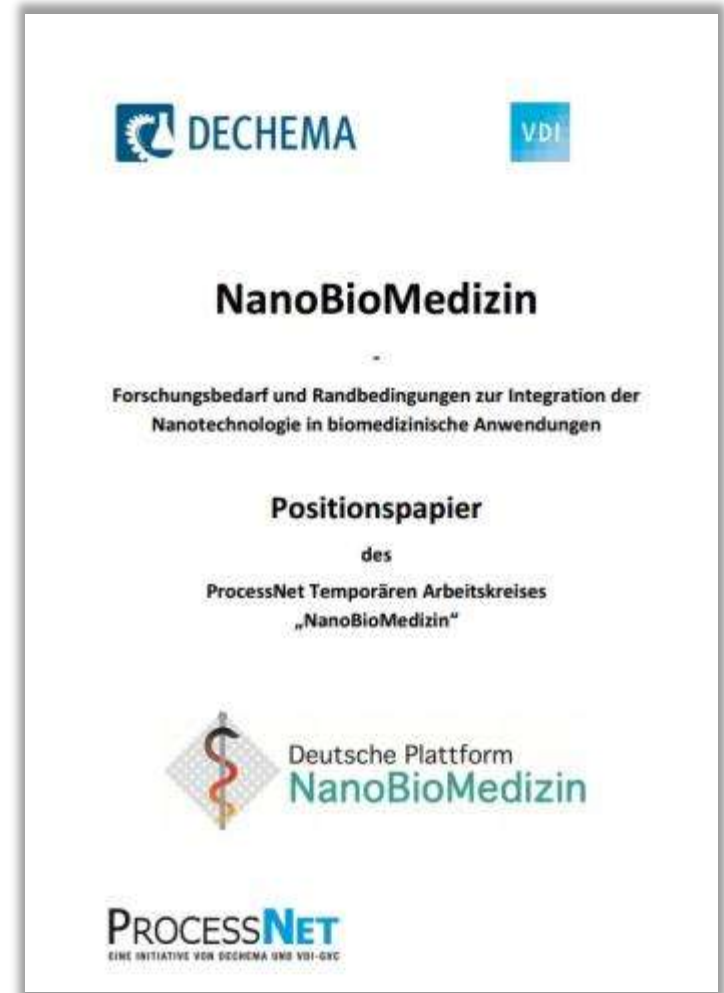 DECHEMA
VDI
NanoBioMedizin
-
Forschungsbedarf und Randbedingungen zur Integration der
Nanotechnologie in biomedizinische Anwendungen
Positionspapier
des
ProcessNet Temporären Arbeitskreises
„NanoBioMedizin“
Deutsche Plattform
NanoBioMedizin
PROCESSNET
EINE INITIATIVE VON DECHEMA UND VDI-GVC